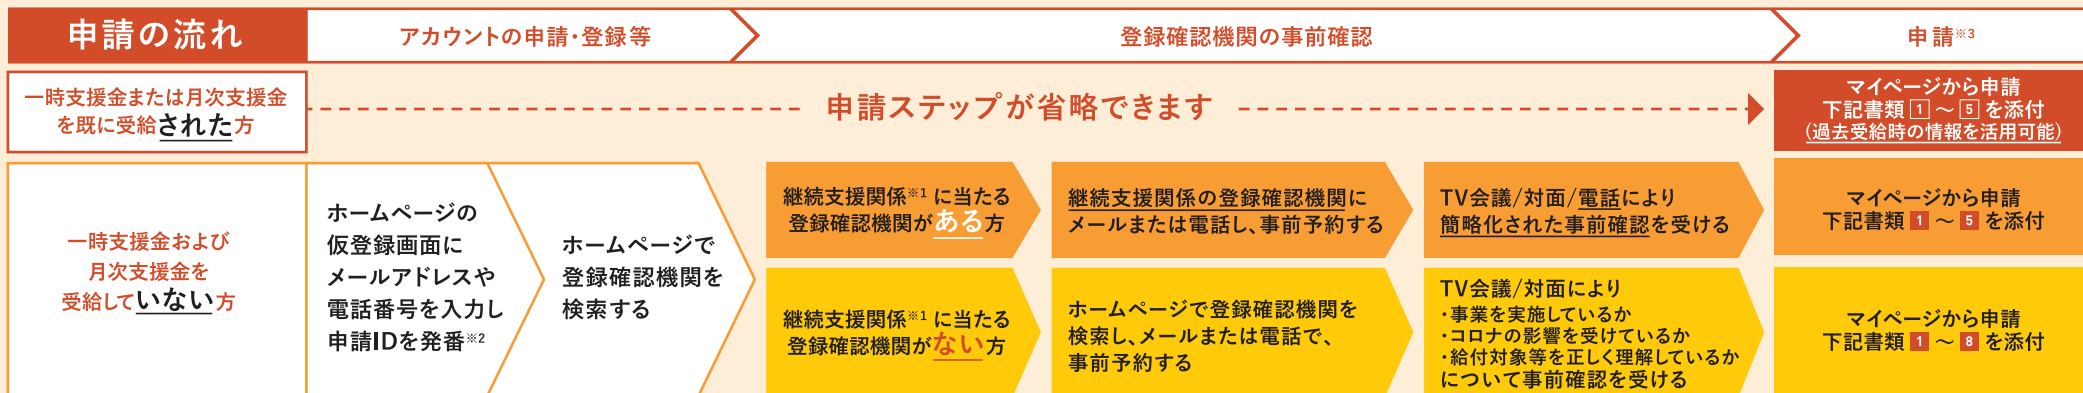 申請の流れ
アカウントの申請・登録等
登録確認機関の事前確認
申請※3
一時支援金または月次支援金
を既に受給された方
申請ステップが省略できます
マイページから申請
下記書類 1 ～ 5 を添付
(過去受給時の情報を活用可能)
一時支援金および
月次支援金を
受給していない方
ホームページの
仮登録画面に
メールアドレスや
電話番号を入力し
申請IDを発番※2
ホームページで
登録確認機関を
検索する
継続支援関係※1 に当たる
登録確認機関がある方
継続支援関係の登録確認機関に
メールまたは電話し、事前予約する
TV会議/対面/電話により
簡略化された事前確認を受ける
マイページから申請
下記書類 1 ～ 5 を添付
継続支援関係※1 に当たる
登録確認機関がない方
ホームページで登録確認機関を
検索し、メールまたは電話で、
事前予約する
TV会議/対面により
・事業を実施しているか
・コロナの影響を受けているか
・給付対象等を正しく理解しているか
について事前確認を受ける
マイページから申請
下記書類 1 ～ 8 を添付